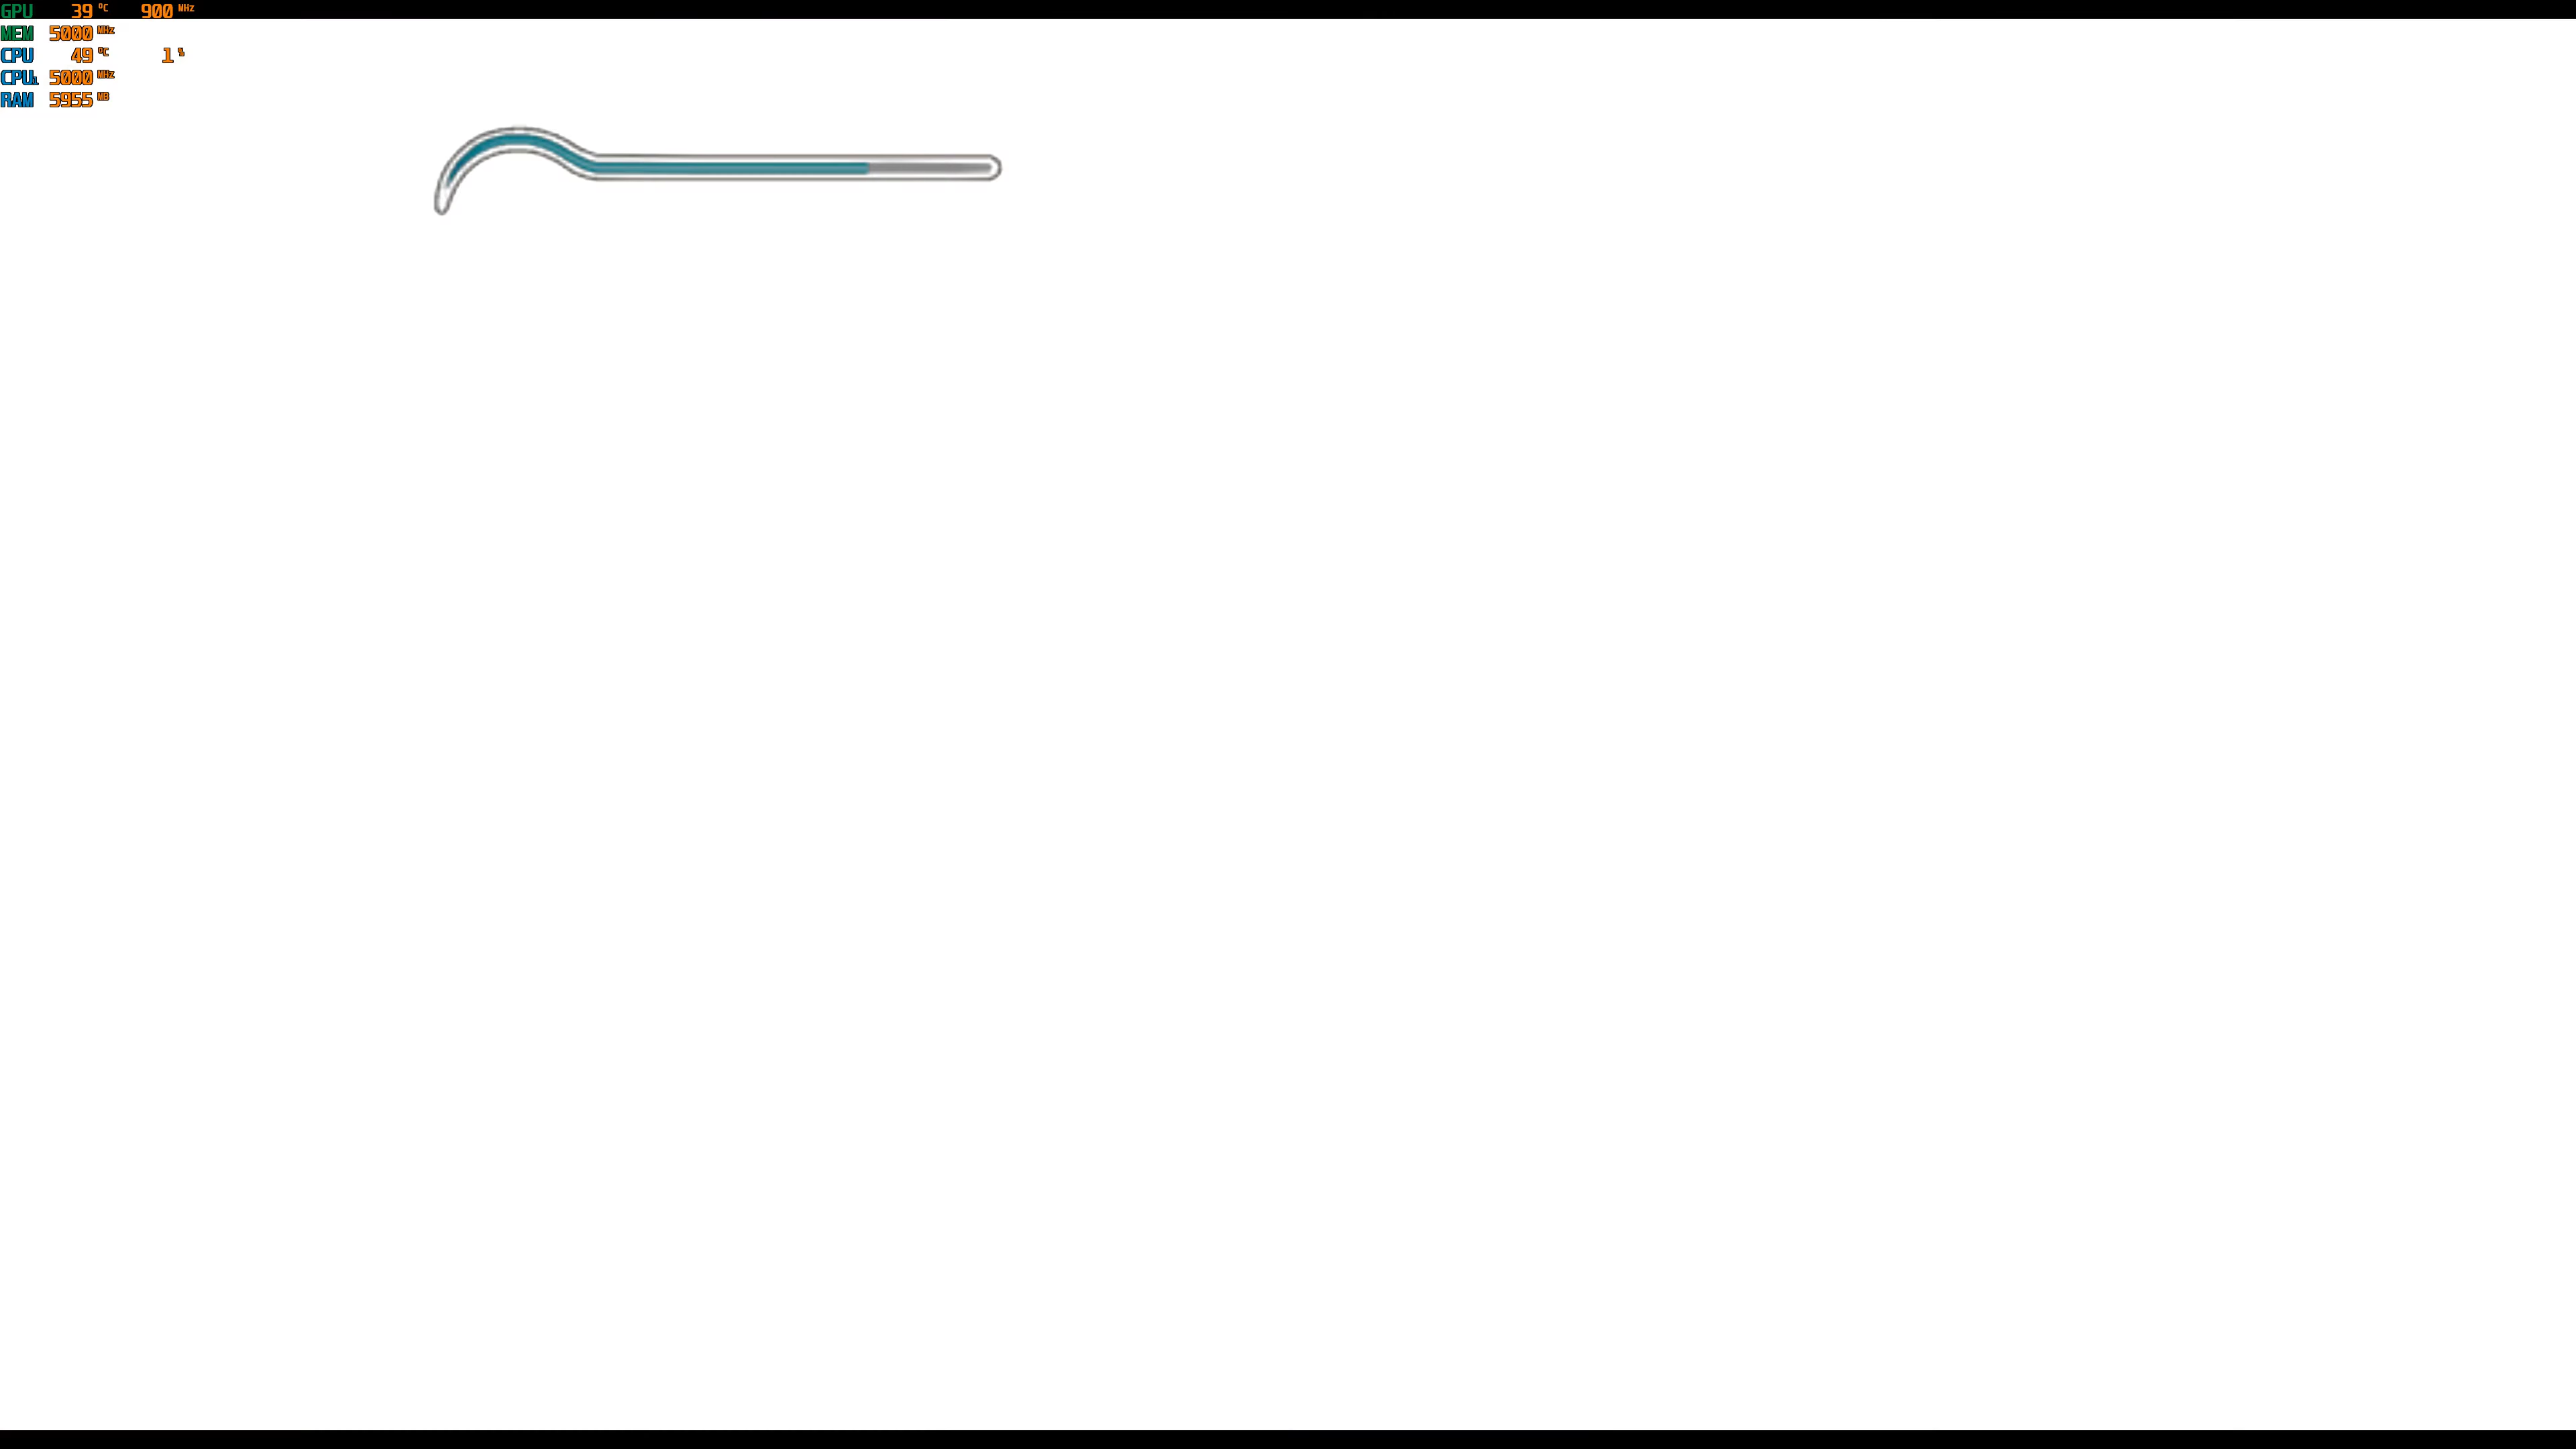 GPU 39 °C 900 MHz
MEM 5000 MHz
CPU 49 °C 1 %
CPU1 5000 MHz
RAM 5955 MB